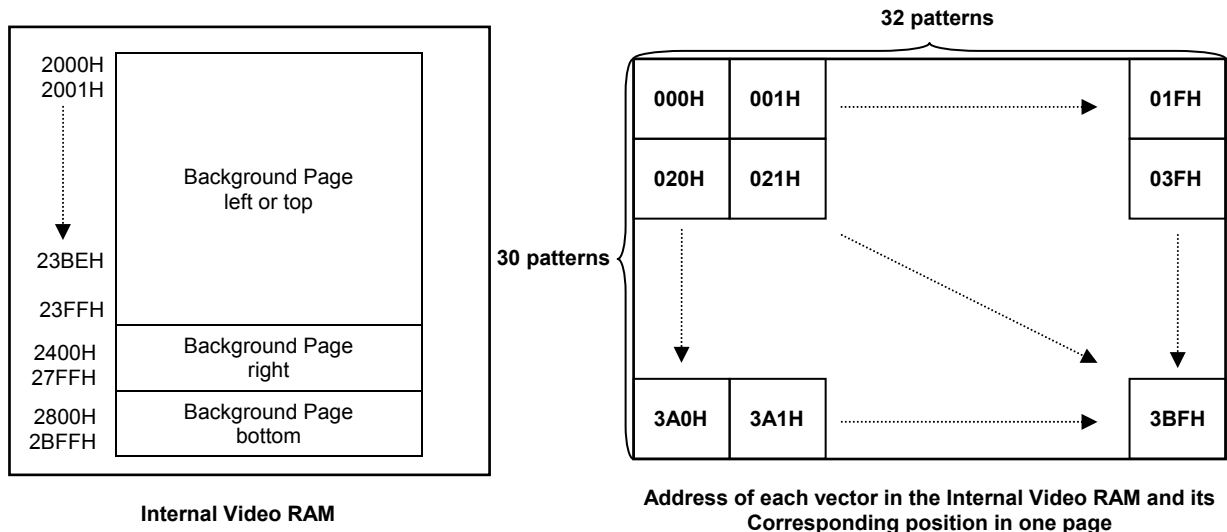 2000H
2001H
23BEH
23FFH
2400H
27FFH
2800H
2BFFH
Background Page
left or top
Background Page
right
Background Page
bottom
Internal Video RAM
32 patterns
30 patterns
000H 001H 01FH
020H 021H 03FH
3A0H 3A1H 3BFH
Address of each vector in the Internal Video RAM and its
Corresponding position in one page